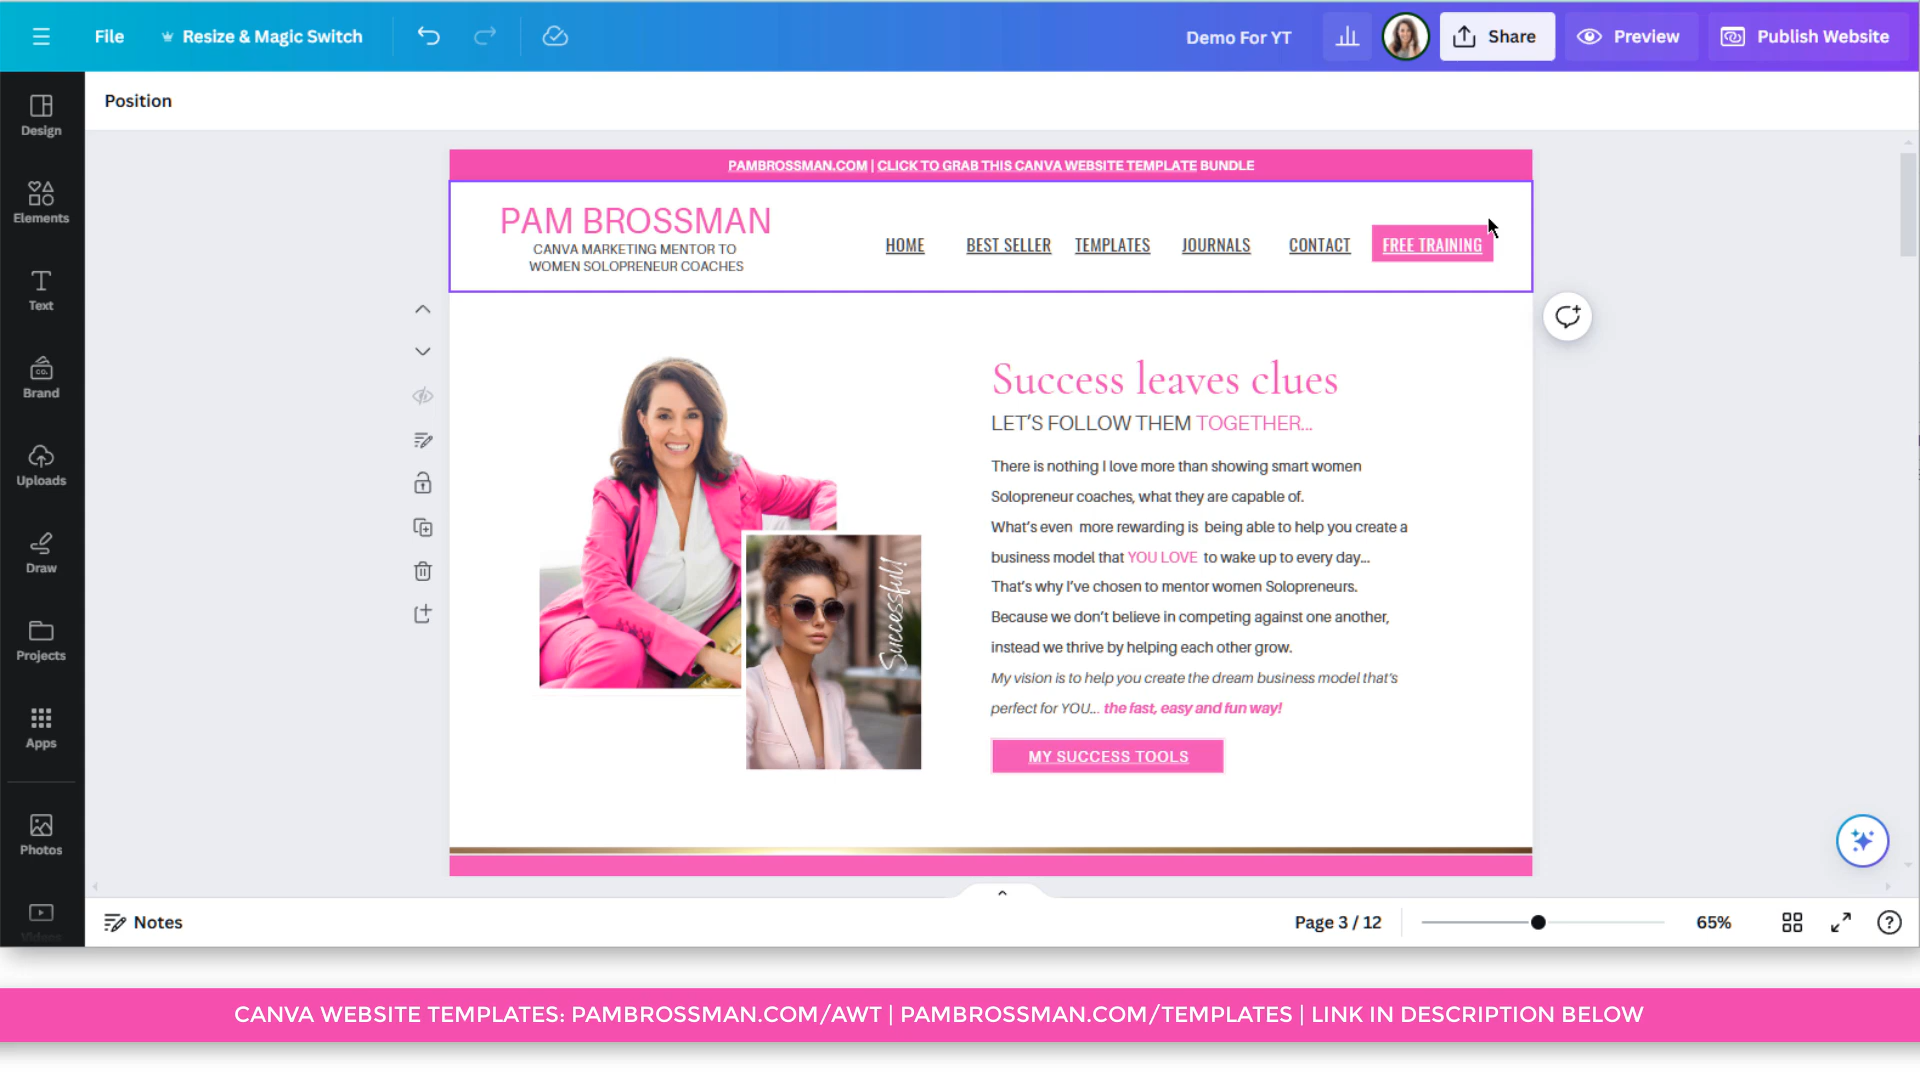 File
Resize & Magic Switch
Demo For YT
Share
Preview
Publish Website
Position
Design
Elements
Text
CO.
Brand
Uploads
Draw
Projects
Apps
Photos
Videos
PAMBROSSMAN.COM | CLICK TO GRAB THIS CANVA WEBSITE TEMPLATE BUNDLE
PAM BROSSMAN
CANVA MARKETING MENTOR TO
WOMEN SOLOPRENEUR COACHES
HOME
BEST SELLER
TEMPLATES
JOURNALS
CONTACT
FREE TRAINING
Success leaves clues
LET'S FOLLOW THEM TOGETHER...
There is nothing I love more than showing smart women
Solopreneur coaches, what they are capable of.
What's even more rewarding is being able to help you create a
business model that YOU LOVE to wake up to every day...
That's why I've chosen to mentor women Solopreneurs.
Because we don't believe in competing against one another,
instead we thrive by helping each other grow.
My vision is to help you create the dream business model that's
perfect for YOU... the fast, easy and fun way!
MY SUCCESS TOOLS
Successful!
Notes
Page 3 / 12
65%
CANVA WEBSITE TEMPLATES: PAMBROSSMAN.COM/AWT | PAMBROSSMAN.COM/TEMPLATES | LINK IN DESCRIPTION BELOW